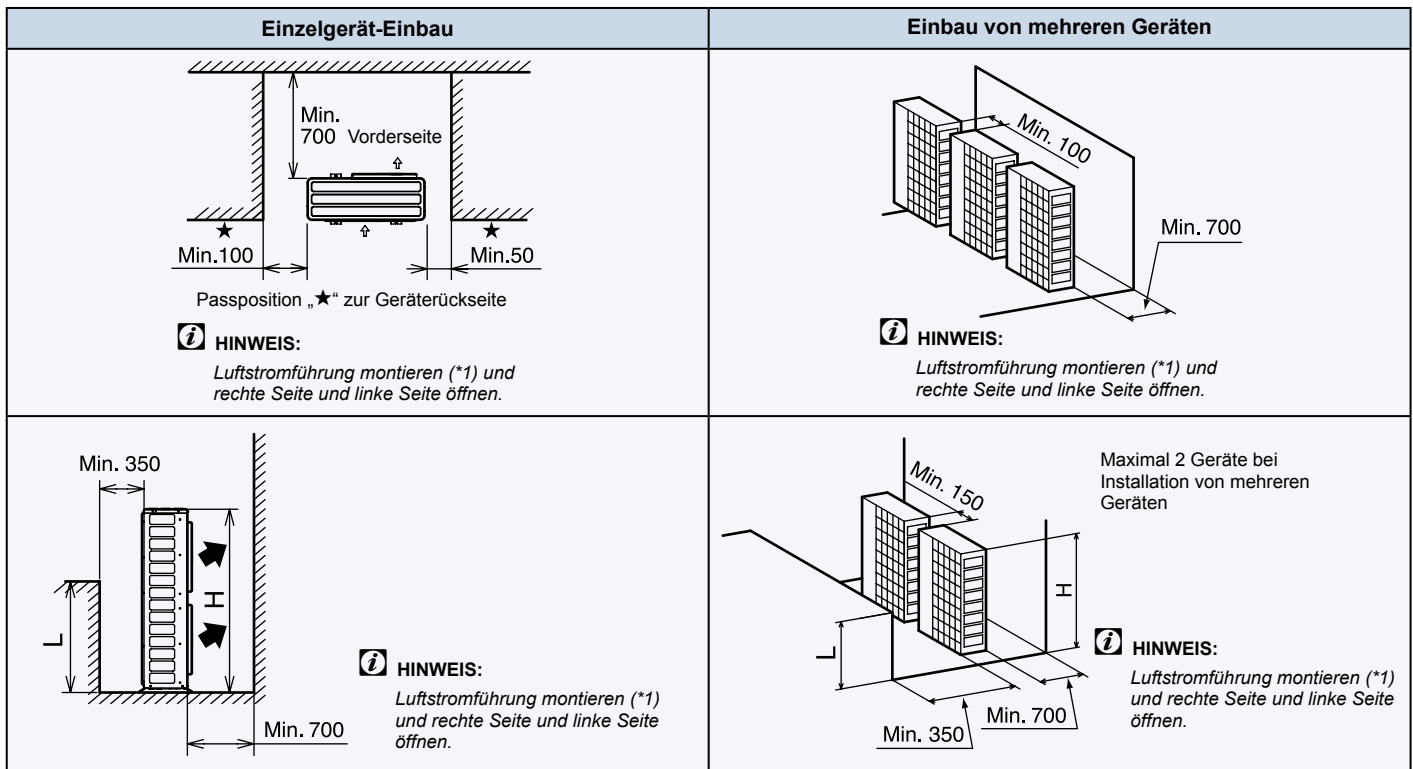 Einzelgerät-Einbau
Einbau von mehreren Geräten
Min.
700 Vorderseite
★
★
Min.100
Min.50
Passposition „★“ zur Geräterückseite
HINWEIS:
Luftstromführung montieren (*1) und
rechte Seite und linke Seite öffnen.
Min. 100
Min. 700
HINWEIS:
Luftstromführung montieren (*1) und
rechte Seite und linke Seite öffnen.
Min. 350
H
L
Min. 700
HINWEIS:
Luftstromführung montieren (*1)
und rechte Seite und linke Seite
öffnen.
Min. 150
Maximal 2 Geräte bei
Installation von mehreren
Geräten
H
L
Min. 350
Min. 700
HINWEIS:
Luftstromführung montieren (*1)
und rechte Seite und linke Seite
öffnen.